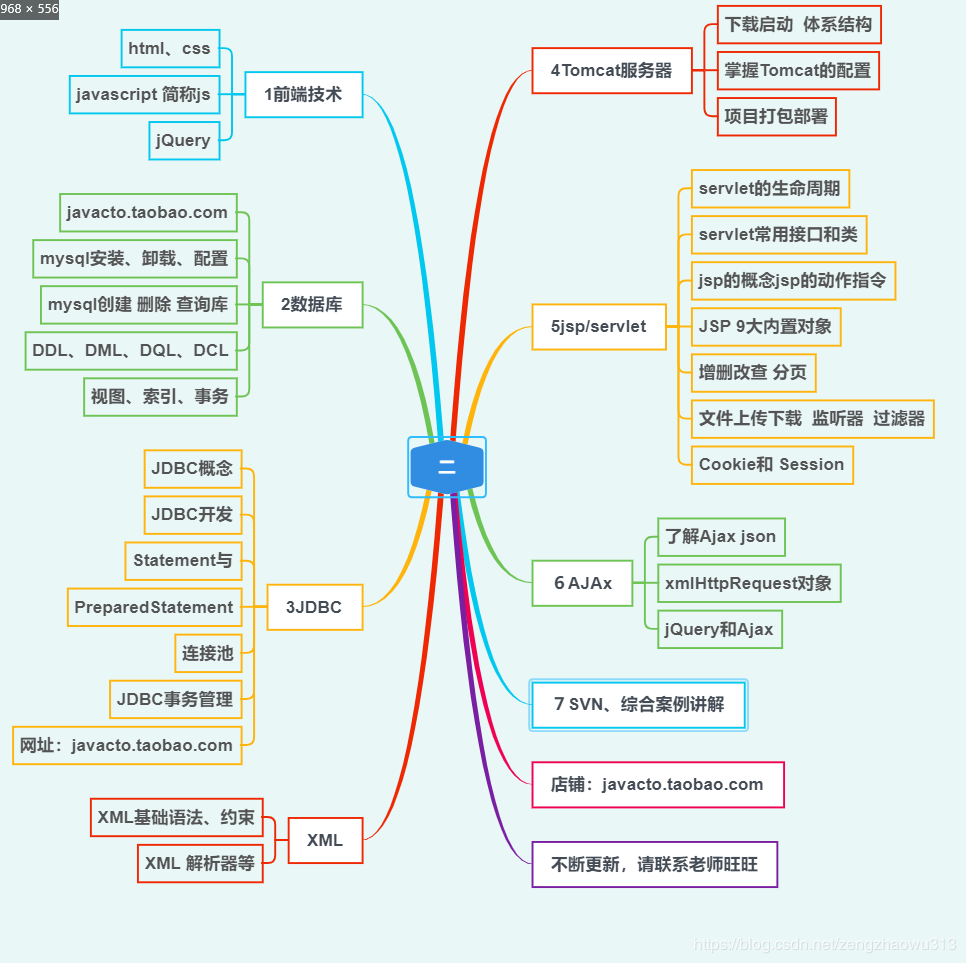 968 × 556
html、css
javascript 简称js
jQuery
1前端技术
javacto.taobao.com
mysql安装、卸载、配置
mysql创建 删除 查询库
DDL、DML、DQL、DCL
视图、索引、事务
2数据库
JDBC概念
JDBC开发
Statement与
PreparedStatement
连接池
JDBC事务管理
网址：javacto.taobao.com
3JDBC
XML基础语法、约束
XML 解析器等
XML
二
4Tomcat服务器
下载启动 体系结构
掌握Tomcat的配置
项目打包部署
5jsp/servlet
servlet的生命周期
servlet常用接口和类
jsp的概念jsp的动作指令
JSP 9大内置对象
增删改查 分页
文件上传下载 监听器 过滤器
Cookie和 Session
6 AJAx
了解Ajax json
xmlHttpRequest对象
jQuery和Ajax
7 SVN、综合案例讲解
店铺：javacto.taobao.com
不断更新，请联系老师旺旺
https://blog.csdn.net/zengzhaowu313